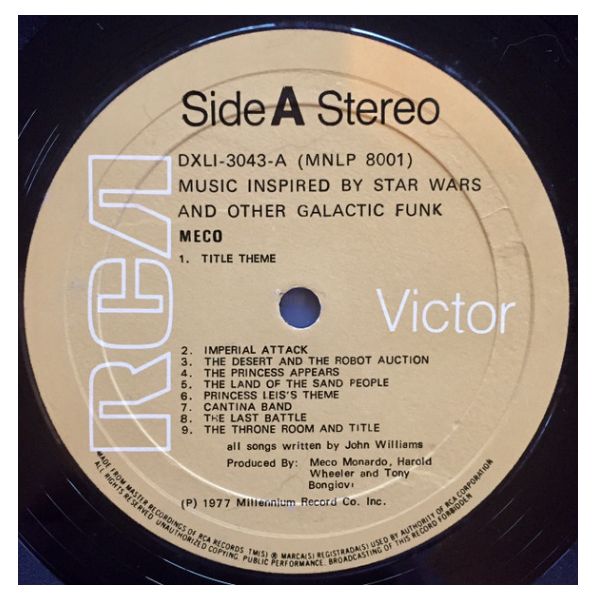 Side A Stereo
DXLI-3043-A (MNLP 8001)
MUSIC INSPIRED BY STAR WARS
AND OTHER GALACTIC FUNK
MECO
1. TITLE THEME
RCA
Victor
2. IMPERIAL ATTACK
3. THE DESERT AND THE ROBOT AUCTION
4. THE PRINCESS APPEARS
5. THE LAND OF THE SAND PEOPLE
6. PRINCESS LEIS'S THEME
7. CANTINA BAND
8. THE LAST BATTLE
9. THE THRONE ROOM AND TITLE
all songs written by John Williams
Produced By: Meco Monardo, Harold
Wheeler and Tony
Bongiovi
(P) 1977 Millennium Record Co. Inc.
MADE FROM MASTER RECORDINGS OF RCA RECORDS. TM(S) ® MARCA(S) REGISTRADA(S) USED BY AUTHORITY OF RCA CORPORATION
ALL RIGHTS RESERVED. UNAUTHORIZED COPYING. PUBLIC PERFORMANCE. BROADCASTING OF THIS RECORD FORBIDDEN